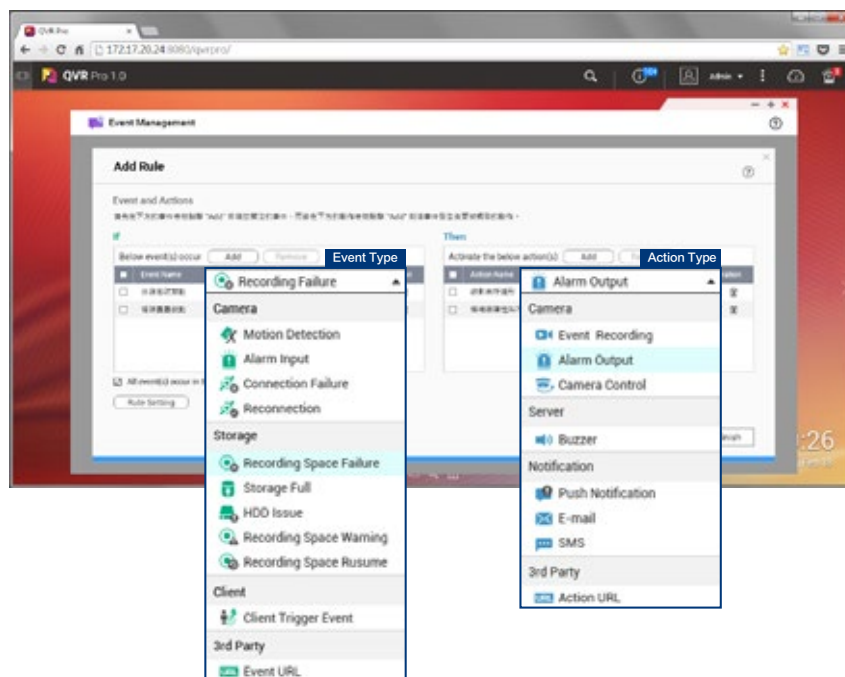 QVR Pro
172.17.20.24:8080/qvrpro/
QVR Pro 1.0
10+
admin
Event Management
Add Rule
Event and Actions
If
Then
Below event(s) occur
Add
Remove
Event Type
Activate the below action(s)
Add
Action Type
Event Name
Action Name
Recording Failure
Alarm Output
Camera
Motion Detection
Alarm Input
Connection Failure
Reconnection
Storage
Recording Space Failure
Storage Full
HDD Issue
Recording Space Warning
Recording Space Rusume
Client
Client Trigger Event
3rd Party
Event URL
Camera
Event Recording
Alarm Output
Camera Control
Server
Buzzer
Notification
Push Notification
E-mail
SMS
3rd Party
Action URL
All event(s) occur in
Rule Setting
:26